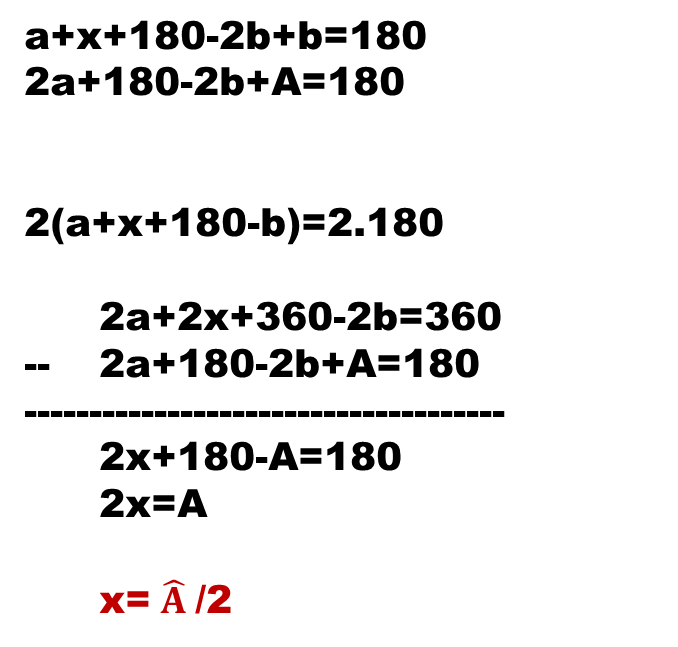 a+x+180-2b+b=180
2a+180-2b+A=180
2(a+x+180-b)=2.180
2a+2x+360-2b=360
-- 2a+180-2b+A=180
-------------------------------------
2x+180-A=180
2x=A
x= Â /2